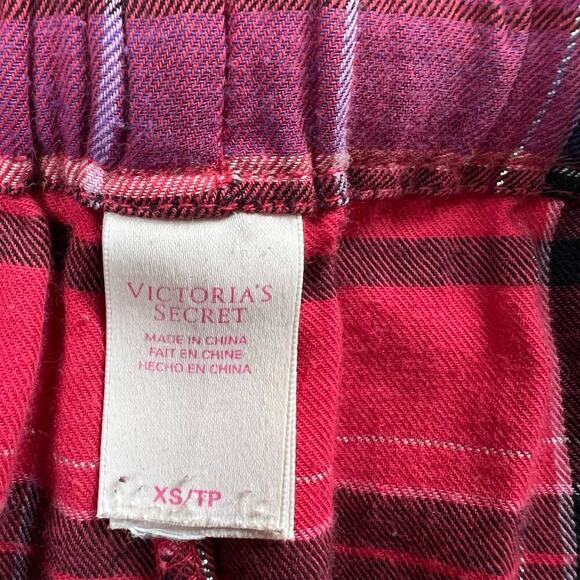 VICTORIA'S
SECRET
MADE IN CHINA
FAIT EN CHINE
HECHO EN CHINA
XS/TP